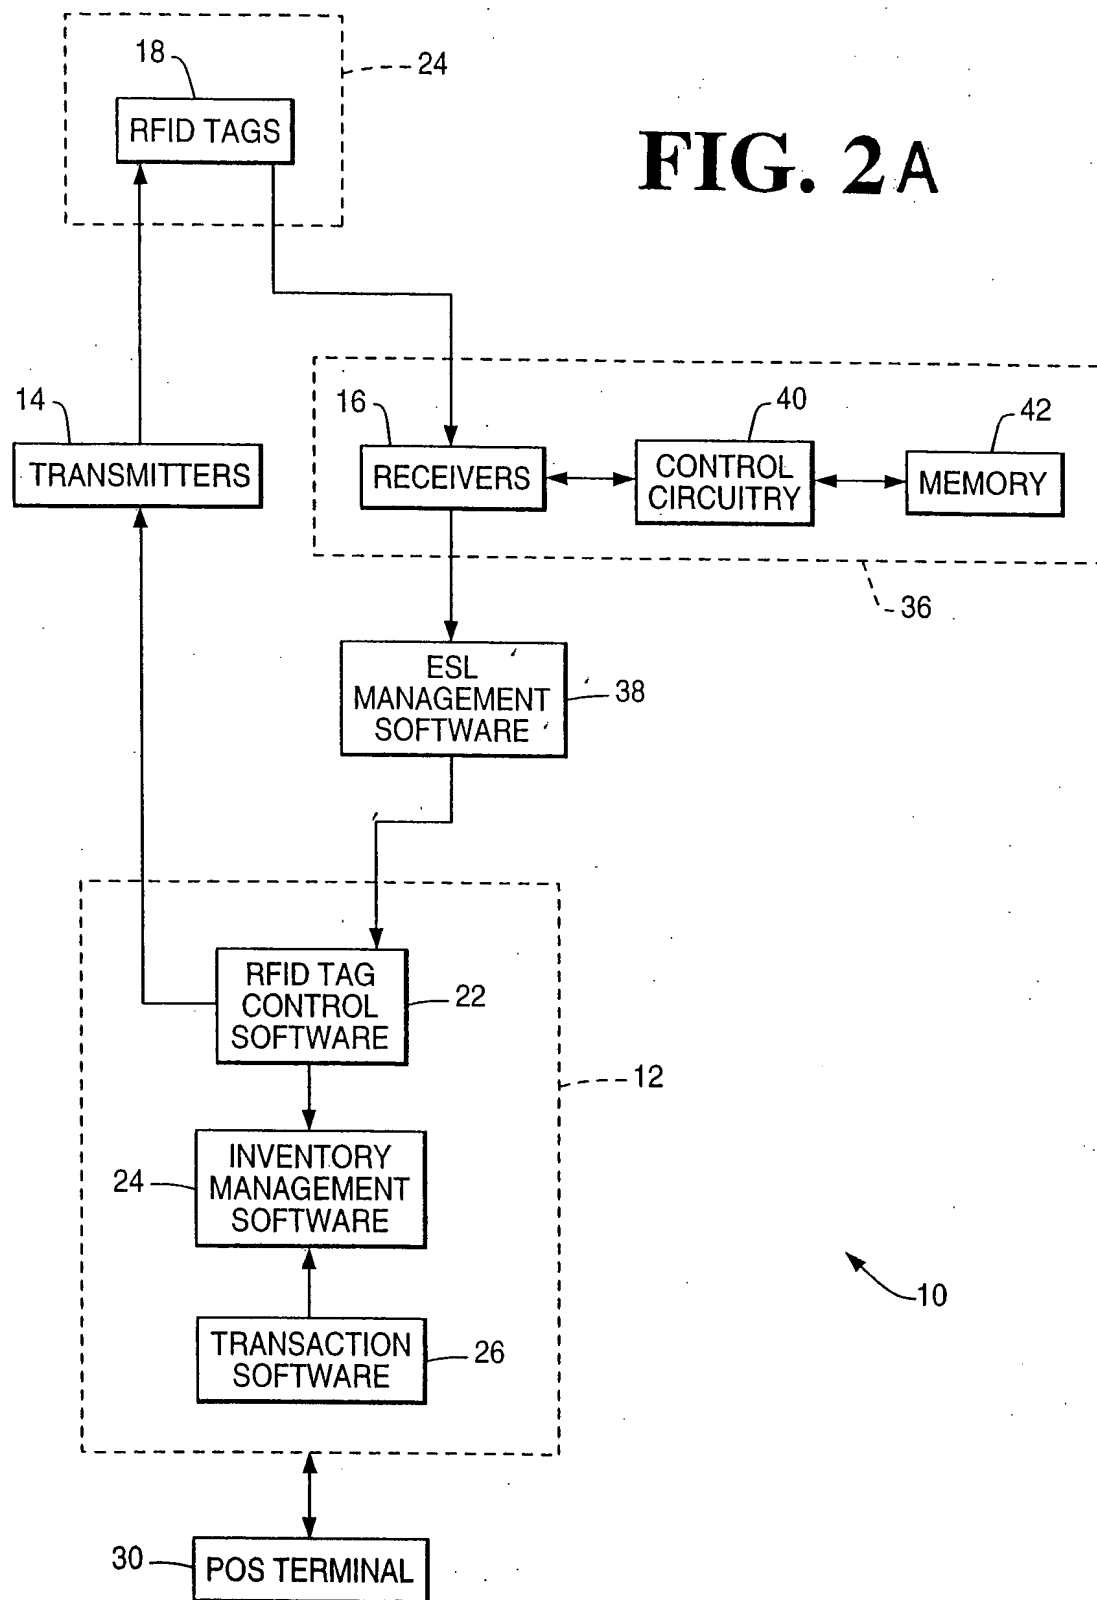 18
24
RFID TAGS
FIG. 2A
14
16
40
42
TRANSMITTERS
RECEIVERS
CONTROL
CIRCUITRY
MEMORY
36
ESL
MANAGEMENT
SOFTWARE
38
RFID TAG
CONTROL
SOFTWARE
22
12
24
INVENTORY
MANAGEMENT
SOFTWARE
10
TRANSACTION
SOFTWARE
26
30
POS TERMINAL